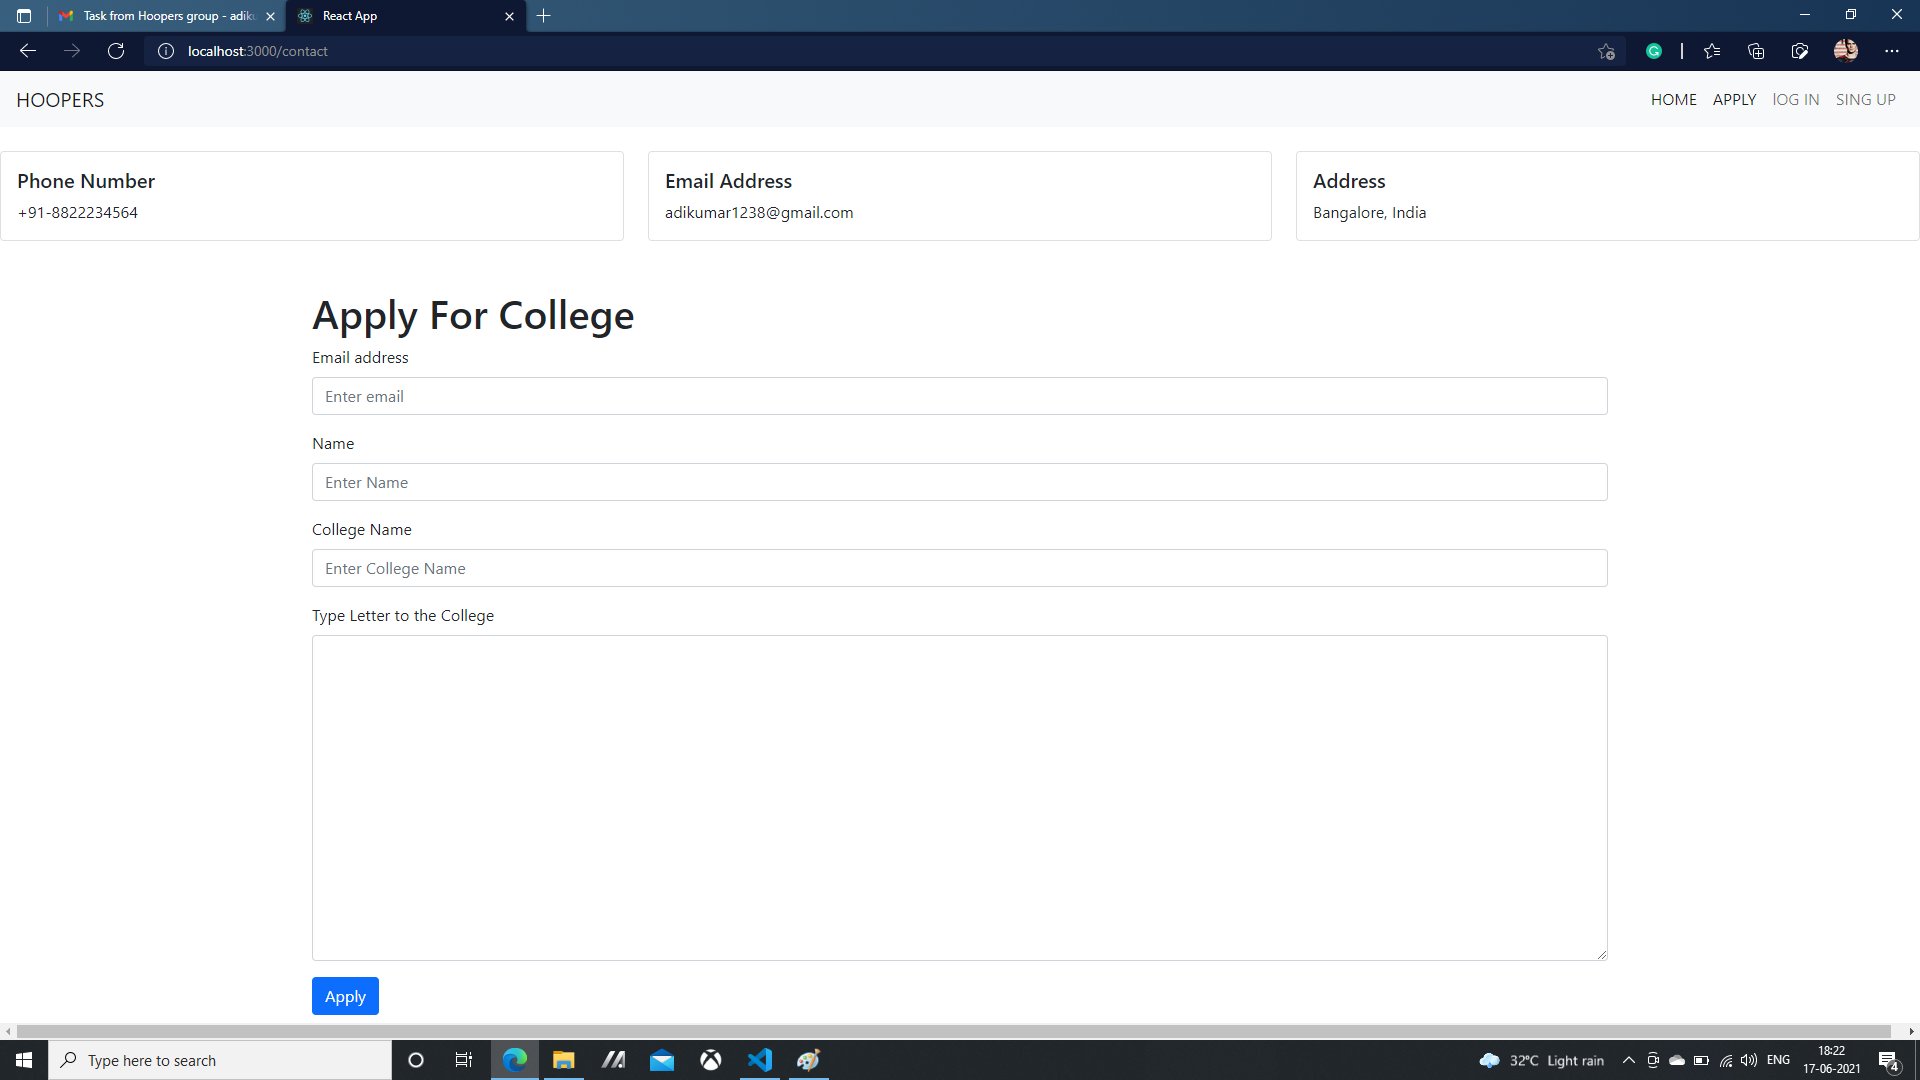 Task from Hoopers group - adiku
React App
localhost:3000/contact
HOOPERS
HOME APPLY lOG IN SING UP
Phone Number
+91-8822234564
Email Address
adikumar1238@gmail.com
Address
Bangalore, India
Apply For College
Email address
Enter email
Name
Enter Name
College Name
Enter College Name
Type Letter to the College
Apply
Type here to search
32°C Light rain
ENG
18:22
17-06-2021
4